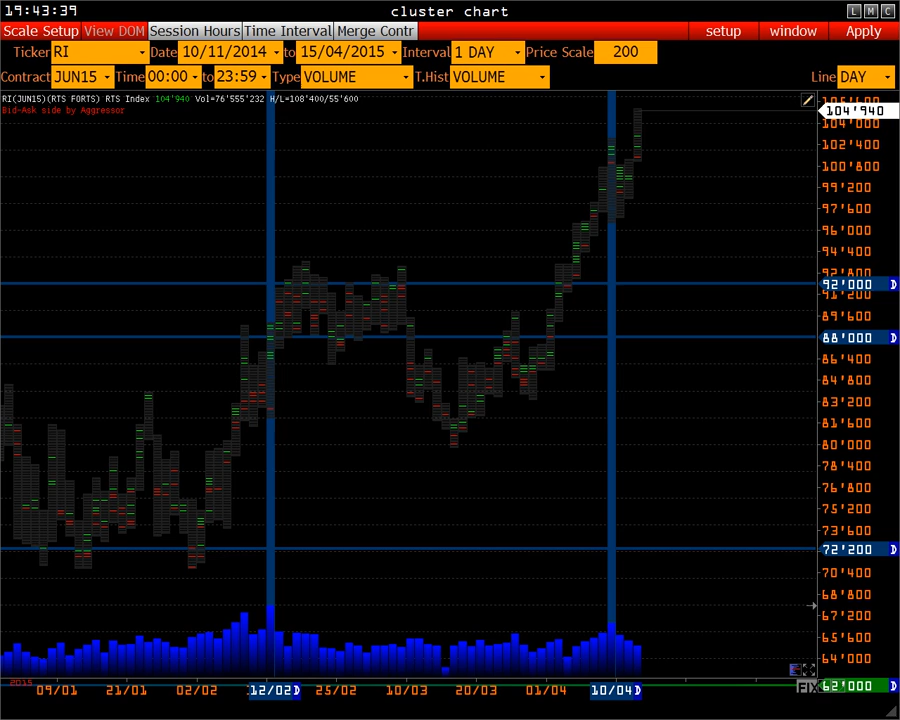 19:43:39 cluster chart L M C
Scale Setup View DOM Session Hours Time Interval Merge Contr setup window Apply
Ticker RI Date 10/11/2014 to 15/04/2015 Interval 1 DAY Price Scale 200
Contract JUN15 Time 00:00 to 23:59 Type VOLUME T.Hist VOLUME Line DAY
RI(JUN15)(RTS FORTS) RTS Index 104'940 Vol=76'555'232 H/L=108'400/55'600
Bid-Ask side by Aggressor
104'940
104'000
102'400
100'800
99'200
97'600
96'000
94'400
92'800
92'000 D
91'200
89'600
88'000 D
86'400
84'800
83'200
81'600
80'000
78'400
76'800
75'200
73'600
72'200 D
70'400
68'800
67'200
65'600
64'000
62'000 D
2015
09/01 21/01 02/02 12/02 D 25/02 10/03 20/03 01/04 10/04 D FIX